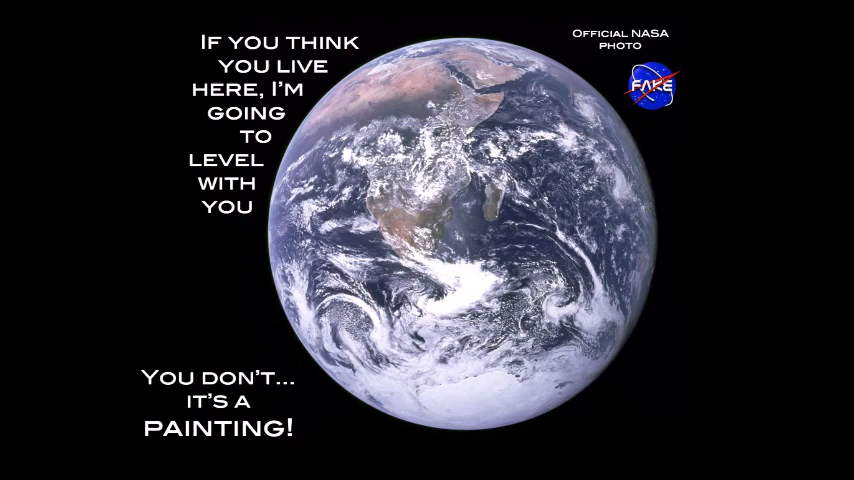 If you think
you live
here, I'm
going
to
level
with
you
Official NASA
photo
FAKE
You don't...
it's a
painting!